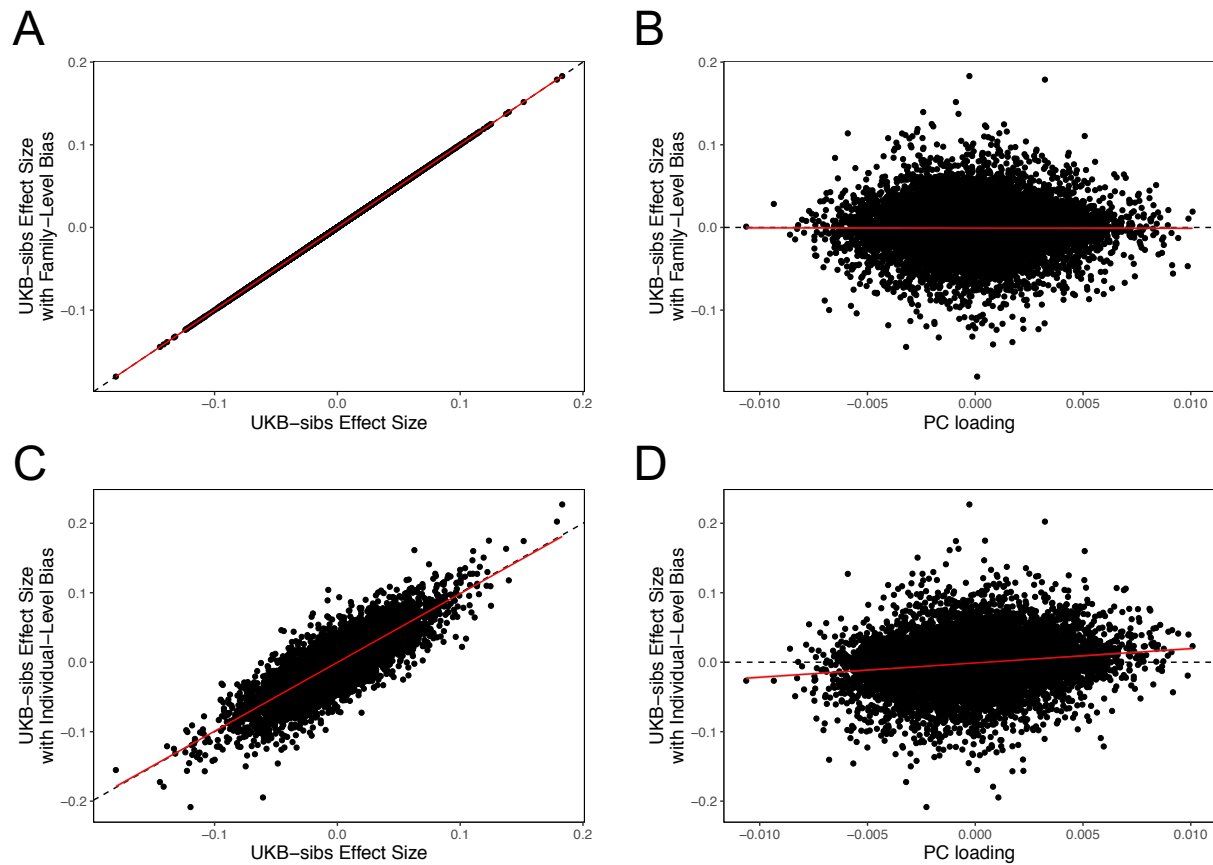 A
UKB−sibs Effect Size
with Family−Level Bias
0.2
0.1
0.0
−0.1
−0.1
0.0
0.1
0.2
UKB−sibs Effect Size
B
UKB−sibs Effect Size
with Family−Level Bias
0.2
0.1
0.0
−0.1
−0.010
−0.005
0.000
0.005
0.010
PC loading
C
UKB−sibs Effect Size
with Individual−Level Bias
0.2
0.1
0.0
−0.1
−0.2
−0.1
0.0
0.1
0.2
UKB−sibs Effect Size
D
UKB−sibs Effect Size
with Individual−Level Bias
0.2
0.1
0.0
−0.1
−0.2
−0.010
−0.005
0.000
0.005
0.010
PC loading